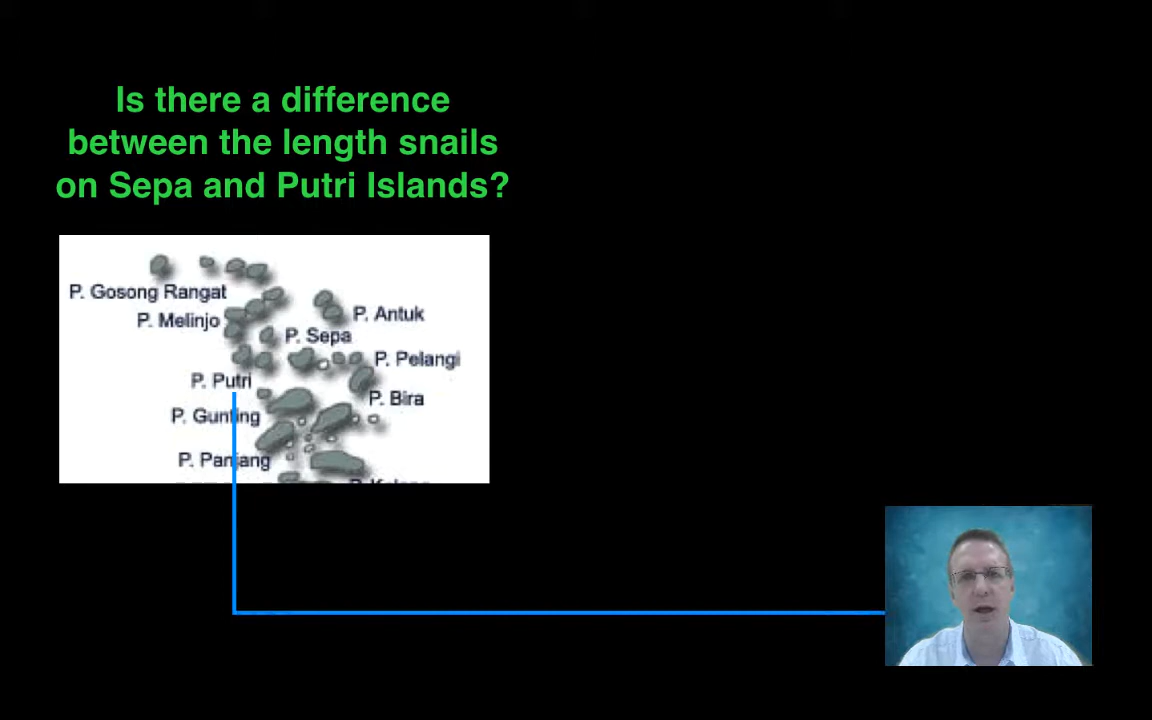 Is there a difference
between the length snails
on Sepa and Putri Islands?
P. Gosong Rangat
P. Melinjo
P. Antuk
P. Sepa
P. Pelangi
P. Putri
P. Bira
P. Gunting
P. Panjang